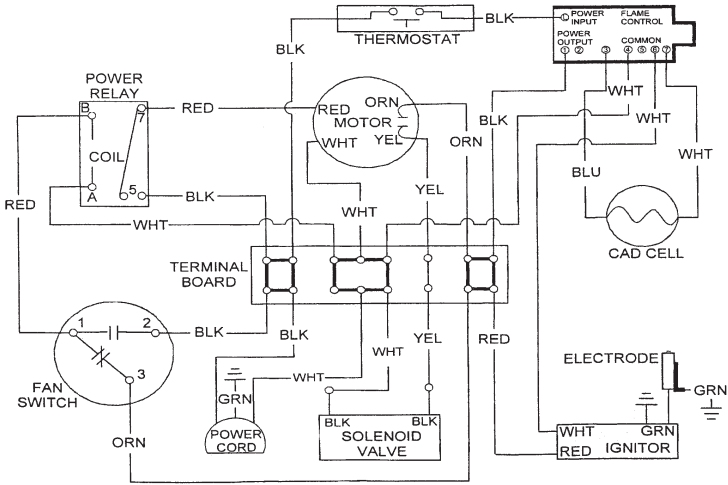 BLK
L POWER
INPUT
FLAME
CONTROL
POWER
OUTPUT
COMMON
1 2 3 4 5 6 7
THERMOSTAT
BLK
POWER
RELAY
B
7
RED
RED
ORN
MOTOR
YEL
WHT
BLK
ORN
WHT
WHT
COIL
A
5
BLK
BLU
WHT
YEL
RED
WHT
WHT
CAD CELL
TERMINAL
BOARD
1
2
3
BLK
BLK
WHT
YEL
RED
FAN
SWITCH
WHT
GRN
ELECTRODE
GRN
ORN
POWER
CORD
BLK
BLK
SOLENOID
VALVE
WHT
GRN
RED
IGNITOR